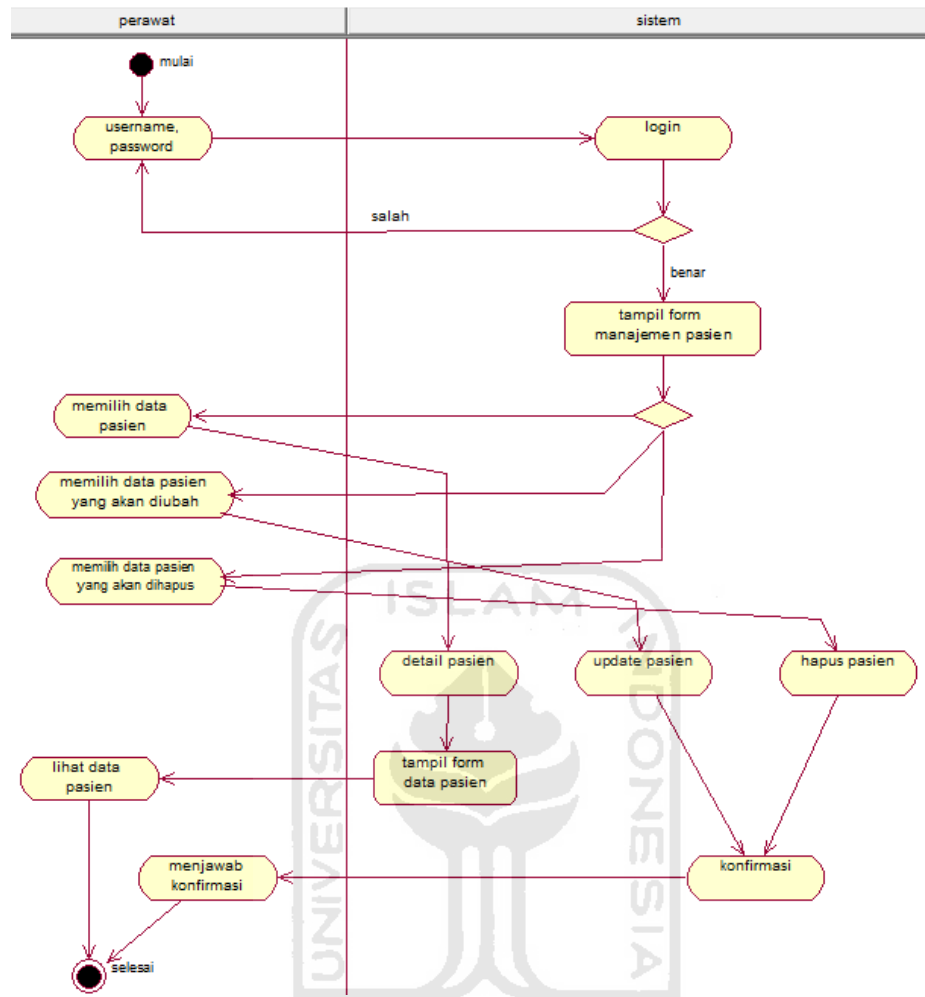 perawat
sistem
mulai
username,
password
login
salah
benar
tampil form
manajemen pasien
memilih data
pasien
memilih data pasien
yang akan diubah
memilih data pasien
yang akan dihapus
detail pasien
update pasien
hapus pasien
tampil form
data pasien
lihat data
pasien
menjawab
konfirmasi
konfirmasi
selesai
UNIVERSITAS
ISLAM
INDONESIA